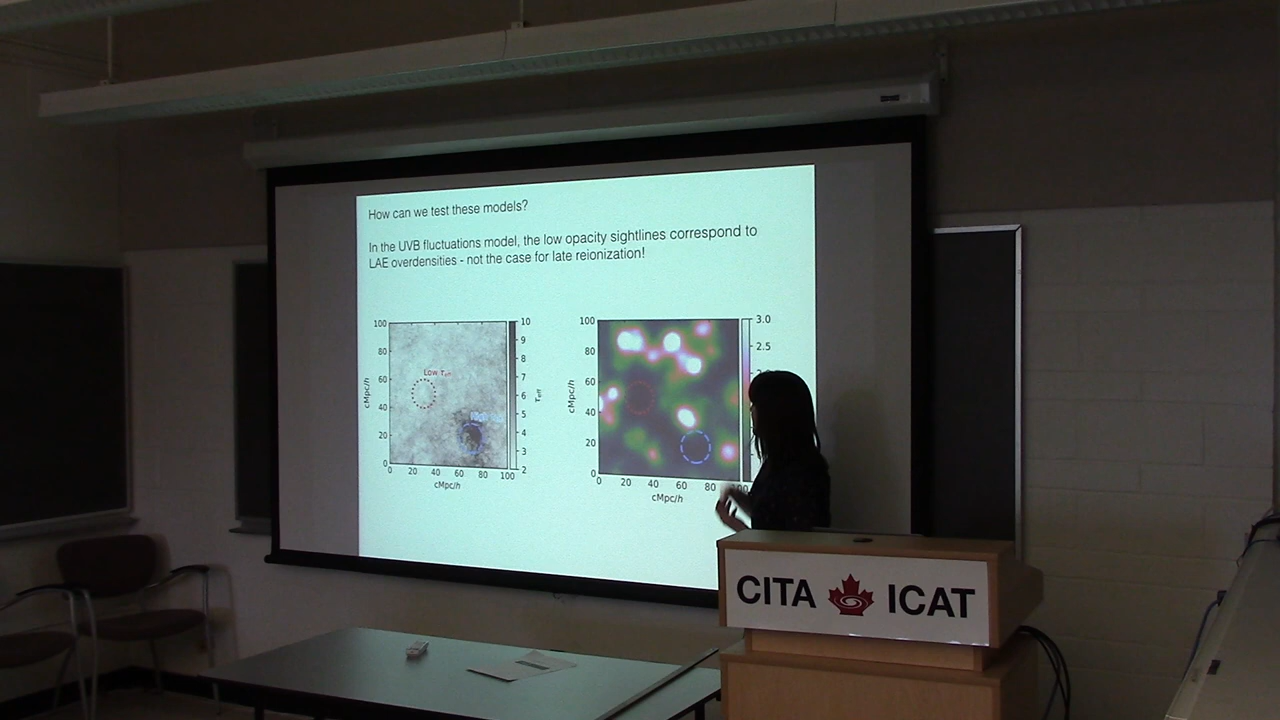 How can we test these models?
In the UVB fluctuations model, the low opacity sightlines correspond to
LAE overdensities - not the case for late reionization!
100
80
60
40
20
0
cMpc/h
Low τeff
0 20 40 60 80 100
cMpc/h
10
9
8
7
6
5
4
3
2
τeff
100
80
60
40
20
0
cMpc/h
0 20 40 60 80
cMpc/h
3.0
2.5
CITA ICAT